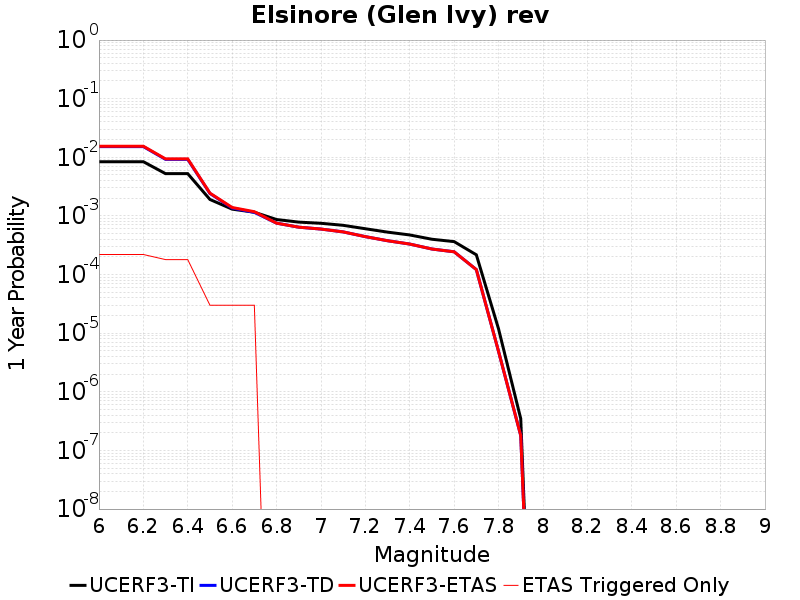 Elsinore (Glen Ivy) rev
10^0
10^-1
10^-2
10^-3
10^-4
10^-5
10^-6
10^-7
10^-8
1 Year Probability
6 6.2 6.4 6.6 6.8 7 7.2 7.4 7.6 7.8 8 8.2 8.4 8.6 8.8 9
Magnitude
UCERF3-TI UCERF3-TD UCERF3-ETAS ETAS Triggered Only